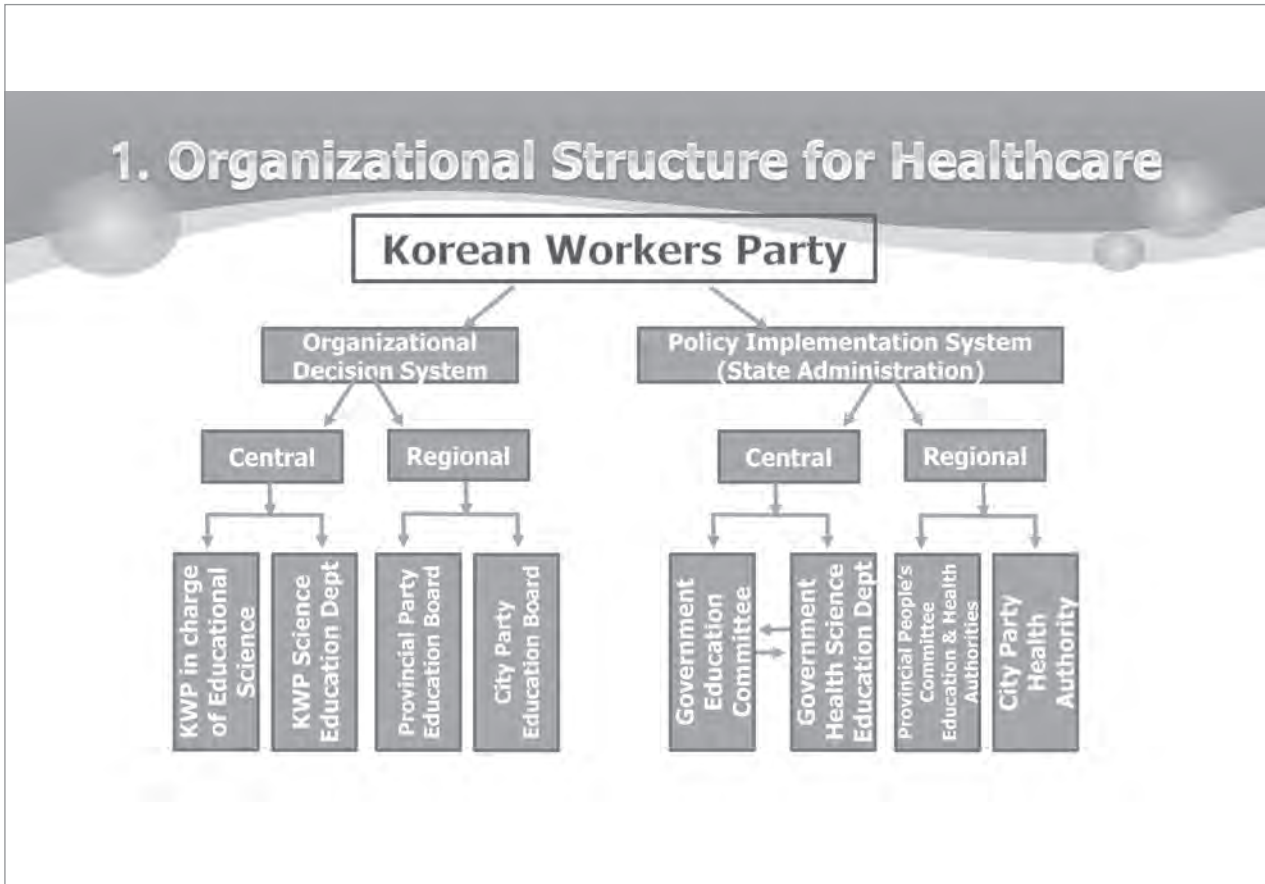 1. Organizational Structure for Healthcare
Korean Workers Party
Organizational
Decision System
Policy Implementation System
(State Administration)
Central
Regional
Central
Regional
KWP in charge
of Educational
Science
KWP Science
Education Dept
Provincial Party
Education Board
City Party
Education Board
Government
Education
Committee
Government
Health Science
Education Dept
Provincial People's
Committee
Education & Health
Authorities
City Party
Health
Authority